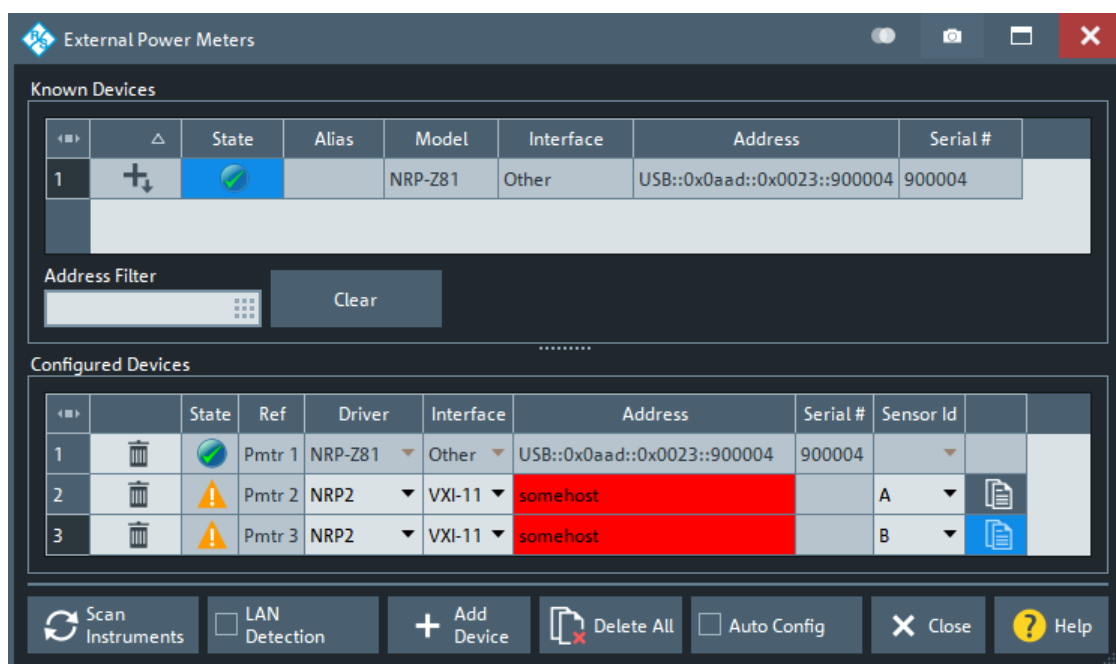 R&S External Power Meters
Known Devices
State Alias Model Interface Address Serial #
1 NRP-Z81 Other USB::0x0aad::0x0023::900004 900004
Address Filter
Clear
Configured Devices
State Ref Driver Interface Address Serial # Sensor Id
1 Pmtr 1 NRP-Z81 Other USB::0x0aad::0x0023::900004 900004
2 Pmtr 2 NRP2 VXI-11 somehost A
3 Pmtr 3 NRP2 VXI-11 somehost B
Scan
Instruments
LAN
Detection
Add
Device
Delete All
Auto Config
Close
? Help